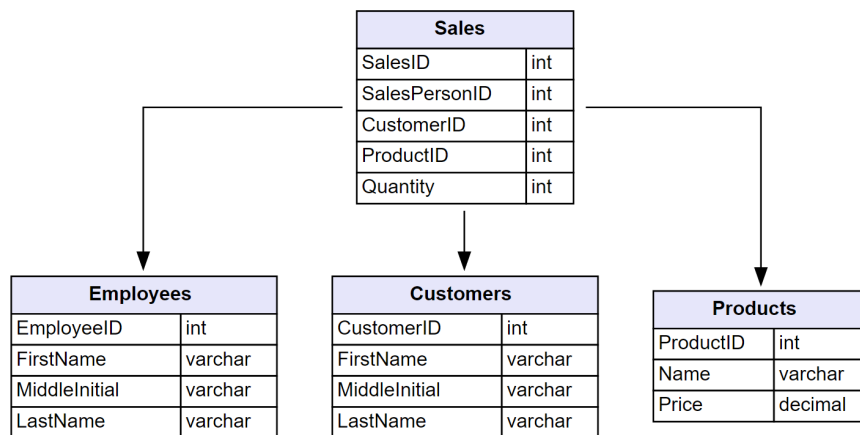 Sales
SalesID int
SalesPersonID int
CustomerID int
ProductID int
Quantity int
Employees
EmployeeID int
FirstName varchar
MiddleInitial varchar
LastName varchar
Customers
CustomerID int
FirstName varchar
MiddleInitial varchar
LastName varchar
Products
ProductID int
Name varchar
Price decimal